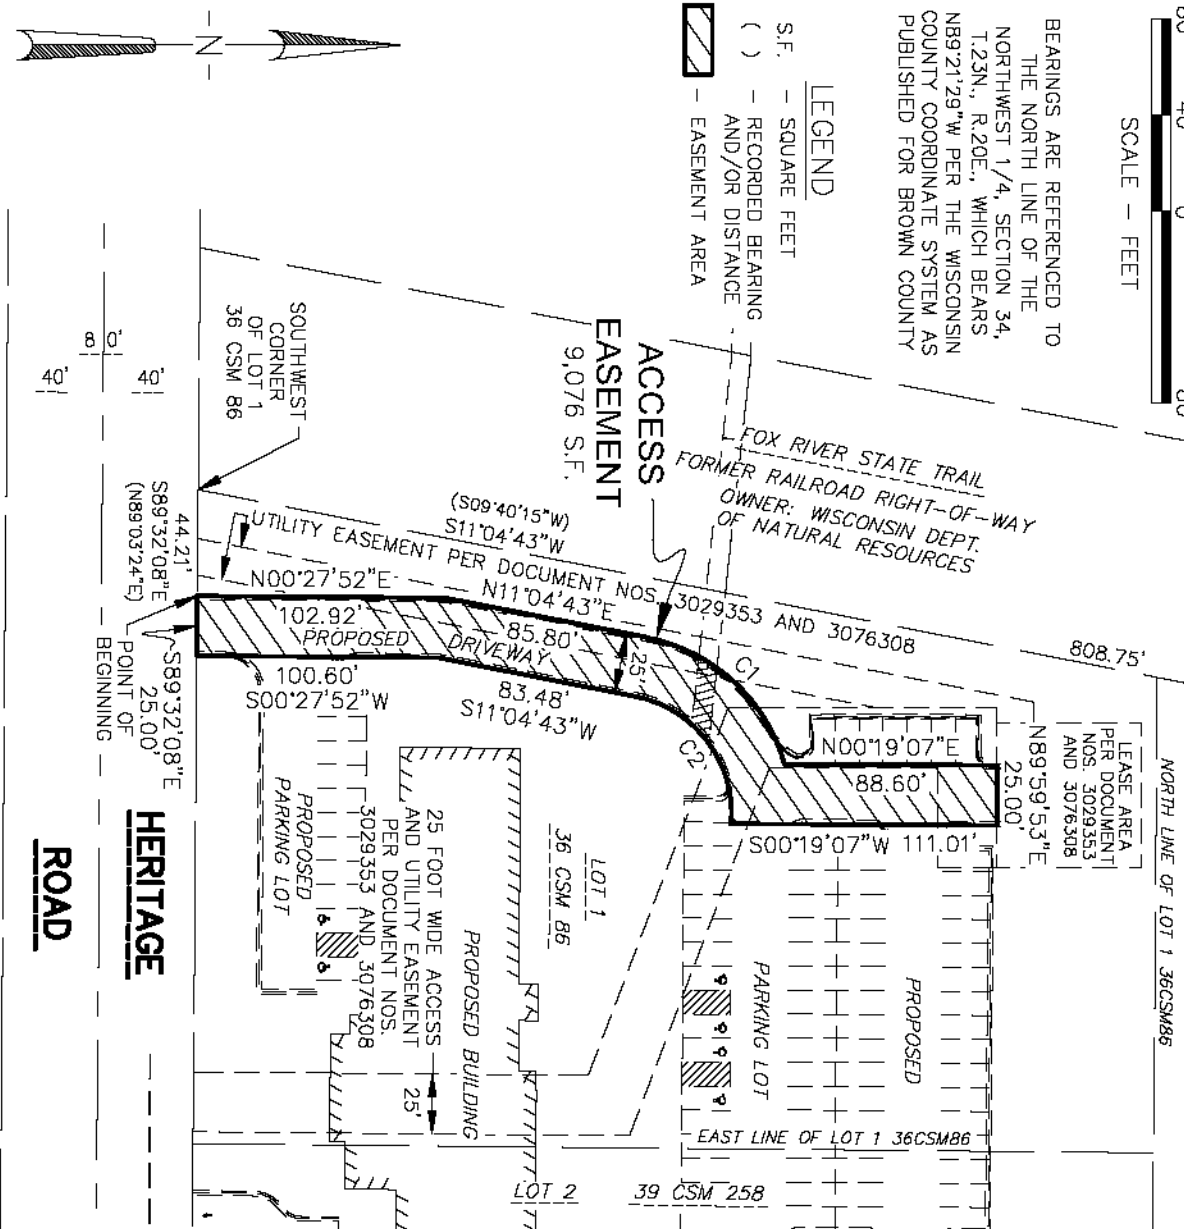 80
40
0
80
SCALE – FEET
BEARINGS ARE REFERENCED TO
THE NORTH LINE OF THE
NORTHWEST 1/4, SECTION 34,
T.23N., R.20E., WHICH BEARS
N89°21'29"W PER THE WISCONSIN
COUNTY COORDINATE SYSTEM AS
PUBLISHED FOR BROWN COUNTY
LEGEND
S.F. - SQUARE FEET
( ) - RECORDED BEARING
AND/OR DISTANCE
- EASEMENT AREA
N
ACCESS
EASEMENT
9,076 S.F.
FOX RIVER STATE TRAIL
FORMER RAILROAD RIGHT-OF-WAY
OWNER: WISCONSIN DEPT.
OF NATURAL RESOURCES
SOUTHWEST
CORNER
OF LOT 1
36 CSM 86
80'
40'
40'
44.21'
S89°32'08"E
(N89°03'24"E)
(S09°40'15"W)
S11°04'43"W
UTILITY EASEMENT PER DOCUMENT NOS. 3029353 AND 3076308
808.75'
N00°27'52"E
102.92'
N11°04'43"E
85.80'
PROPOSED DRIVEWAY
25'
100.60'
S00°27'52"W
83.48'
S11°04'43"W
C1
C2
N00°19'07"E
88.60'
S00°19'07"W 111.01'
N89°59'53"E
25.00'
LEASE AREA
PER DOCUMENT
NOS. 3029353
AND 3076308
NORTH LINE OF LOT 1 36CSM86
POINT OF
BEGINNING
S89°32'08"E
25.00'
HERITAGE
ROAD
PROPOSED
PARKING LOT
25 FOOT WIDE ACCESS
AND UTILITY EASEMENT
PER DOCUMENT NOS.
3029353 AND 3076308
25'
LOT 1
36 CSM 86
PROPOSED BUILDING
PROPOSED
PARKING LOT
EAST LINE OF LOT 1 36CSM86
LOT 2
39 CSM 258